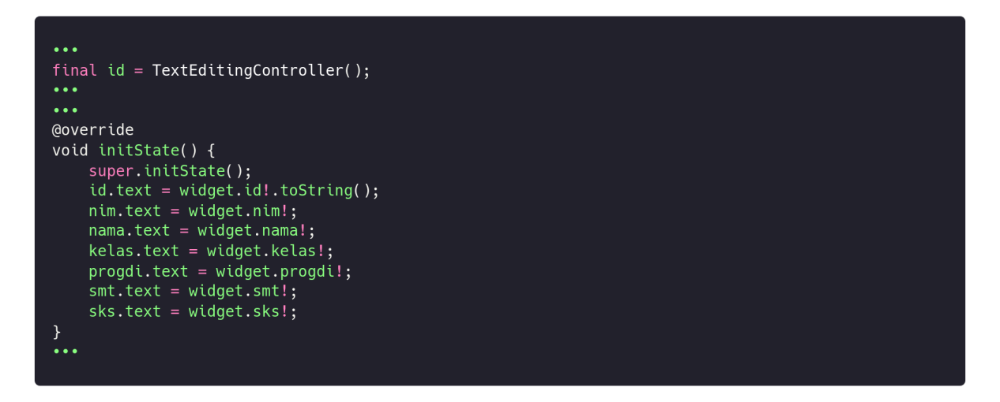 •••
final id = TextEditingController();
•••
•••
@override
void initState() {
    super.initState();
    id.text = widget.id!.toString();
    nim.text = widget.nim!;
    nama.text = widget.nama!;
    kelas.text = widget.kelas!;
    progdi.text = widget.progdi!;
    smt.text = widget.smt!;
    sks.text = widget.sks!;
}
•••